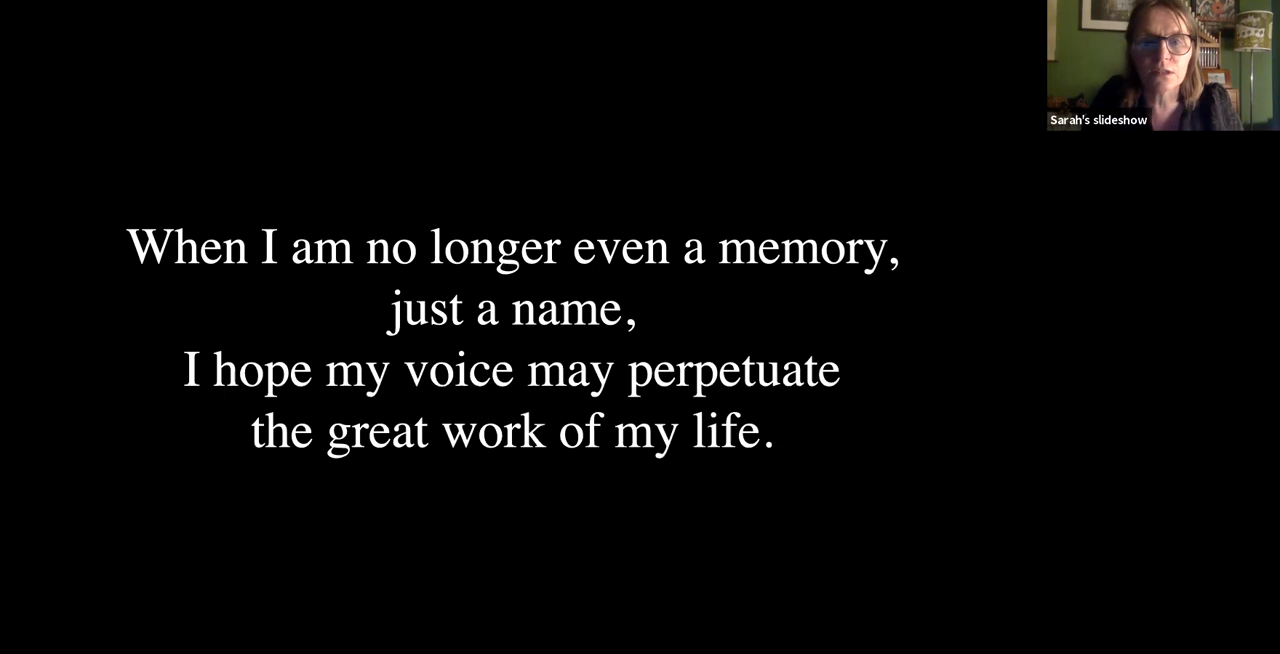 When I am no longer even a memory,
just a name,
I hope my voice may perpetuate
the great work of my life.
Sarah's slideshow